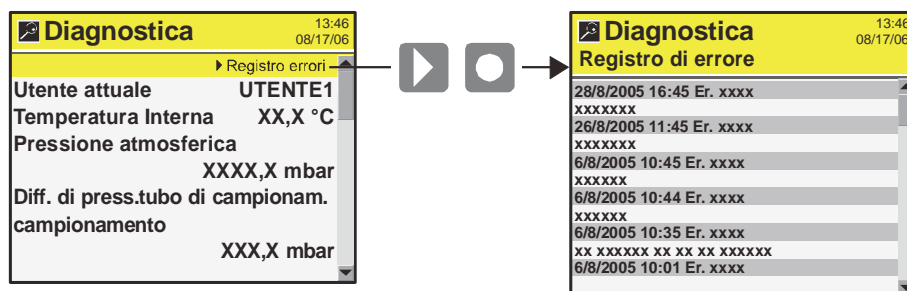 Diagnostica
13:46
08/17/06
Registro errori
Utente attuale UTENTE1
Temperatura Interna XX,X °C
Pressione atmosferica
XXXX,X mbar
Diff. di press.tubo di campionam.
campionamento
XXX,X mbar
Diagnostica
13:46
08/17/06
Registro di errore
28/8/2005 16:45 Er. xxxx
xxxxxxx
26/8/2005 11:45 Er. xxxx
xxxxxxx
6/8/2005 10:45 Er. xxxx
xxxxxx
6/8/2005 10:44 Er. xxxx
xxxxxx
6/8/2005 10:35 Er. xxxx
xx xxxxxx xx xx xx xxxxxx
6/8/2005 10:01 Er. xxxx